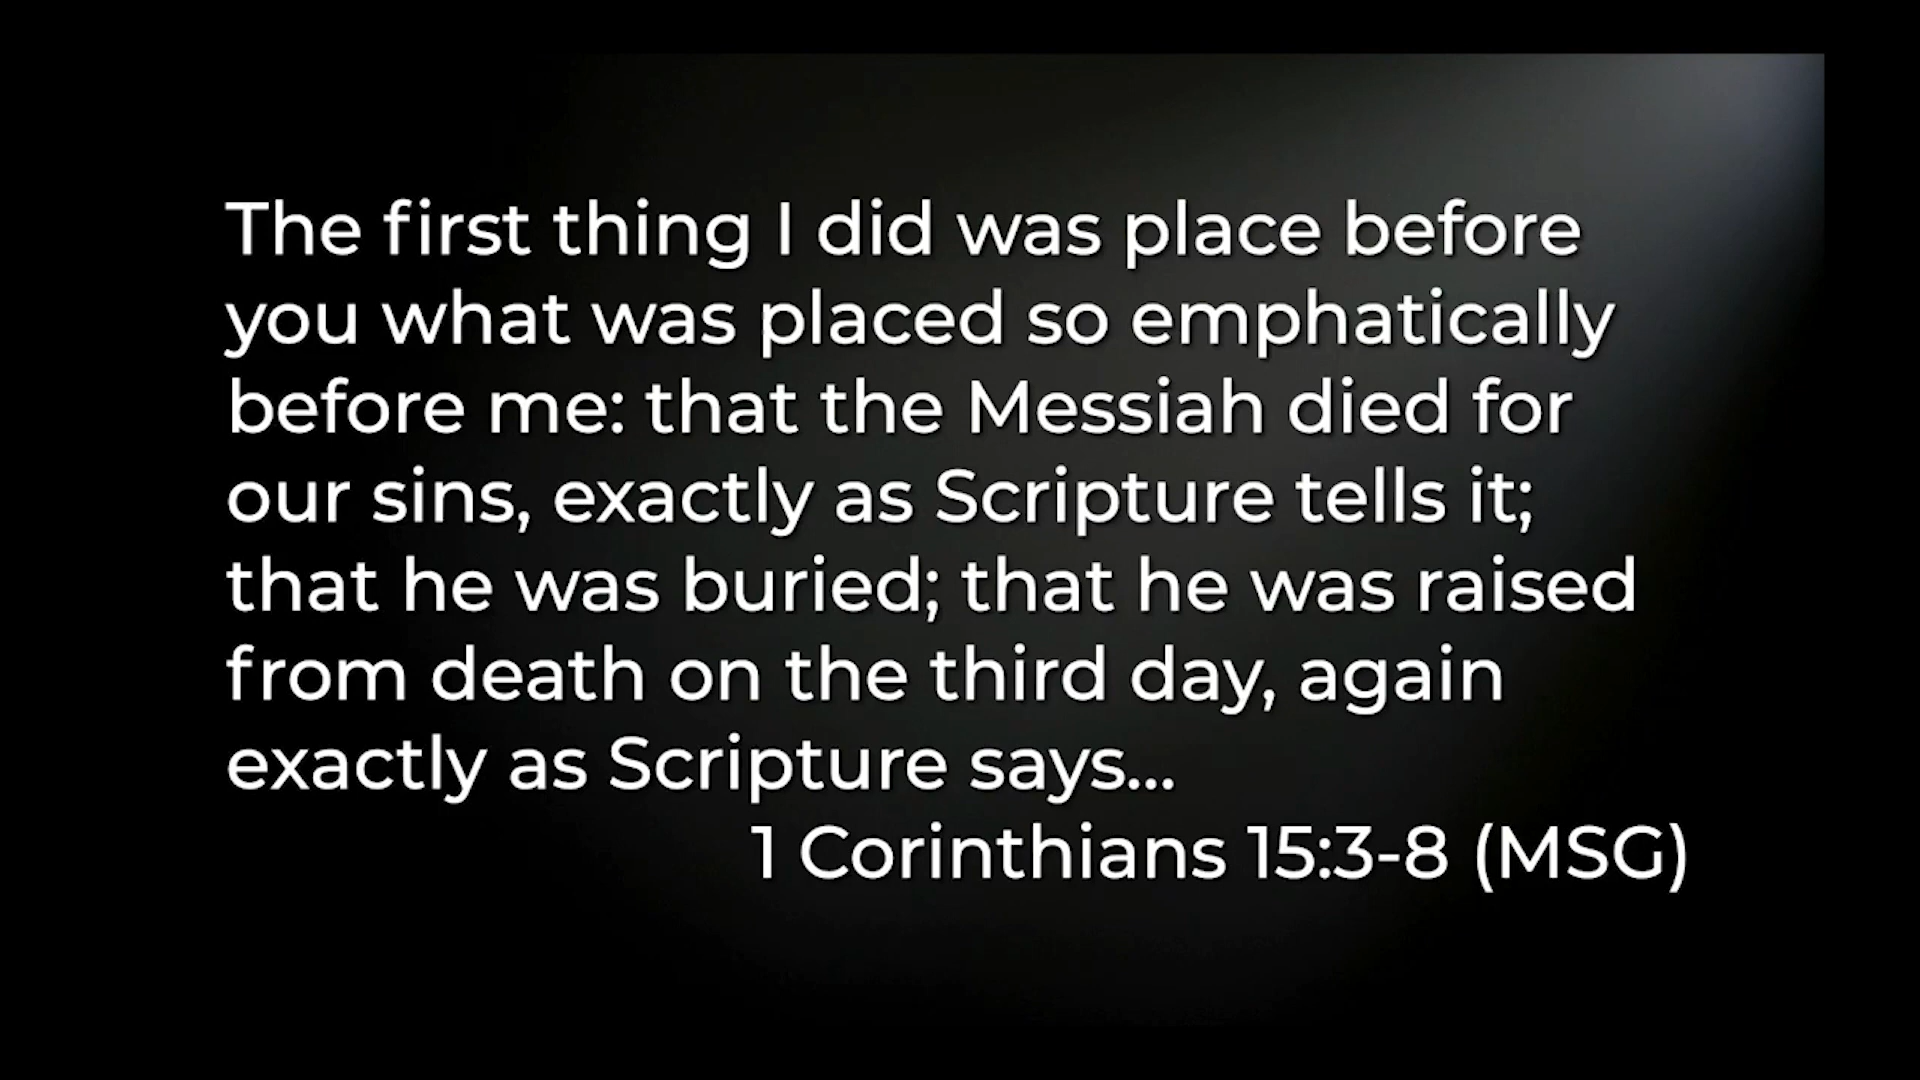 The first thing I did was place before
you what was placed so emphatically
before me: that the Messiah died for
our sins, exactly as Scripture tells it;
that he was buried; that he was raised
from death on the third day, again
exactly as Scripture says...
1 Corinthians 15:3-8 (MSG)